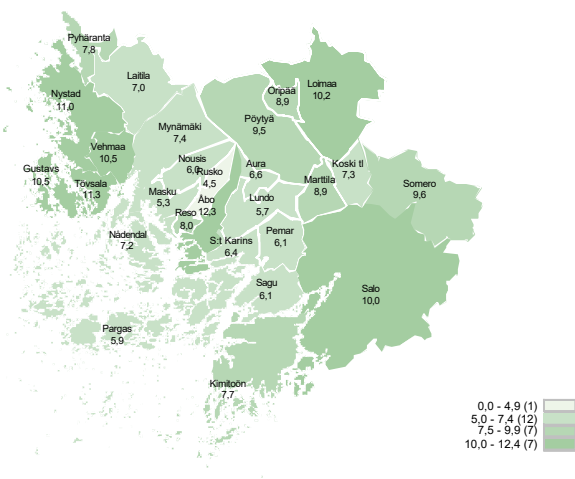 Pyhäranta
7,8
Laitila
7,0
Loimaa
10,2
Oripää
8,9
Nystad
11,0
Pöytyä
9,5
Mynämäki
7,4
Vehmaa
10,5
Nousis
6,0
Rusko
4,5
Aura
6,6
Koski tl
7,3
Gustavs
10,5
Tövsala
11,3
Marttila
8,9
Somero
9,6
Masku
5,3
Åbo
12,3
Lundo
5,7
Reso
8,0
Nådendal
7,2
S:t Karins
6,4
Pemar
6,1
Sagu
6,1
Salo
10,0
Pargas
5,9
Kimitoön
7,7
0,0 - 4,9 (1)
5,0 - 7,4 (12)
7,5 - 9,9 (7)
10,0 - 12,4 (7)